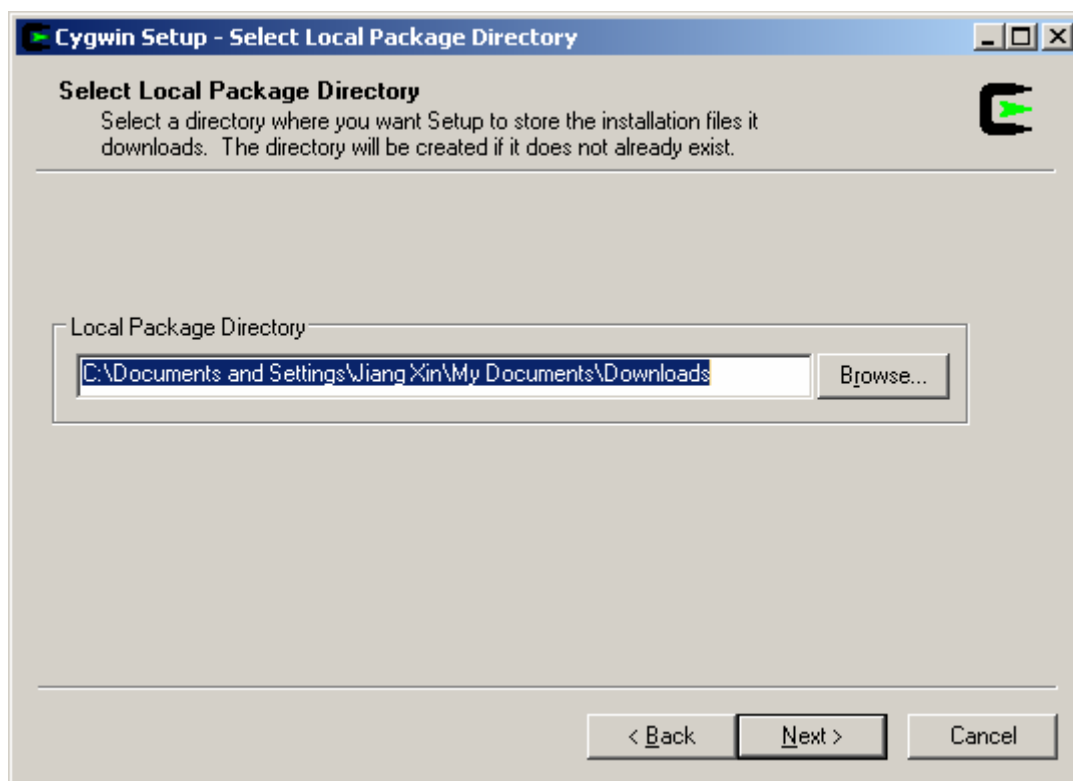 Cygwin Setup - Select Local Package Directory
Select Local Package Directory
Select a directory where you want Setup to store the installation files it
downloads.  The directory will be created if it does not already exist.
Local Package Directory
C:\Documents and Settings\Jiang Xin\My Documents\Downloads
Browse...
< Back
Next >
Cancel